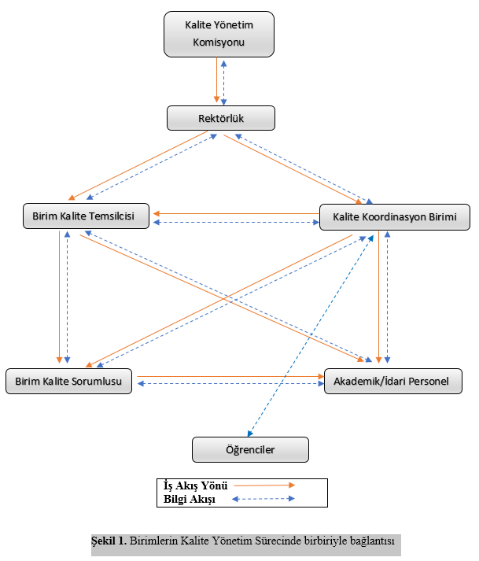 Kalite Yönetim
Komisyonu
Rektörlük
Birim Kalite Temsilcisi
Kalite Koordinasyon Birimi
Birim Kalite Sorumlusu
Akademik/İdari Personel
Öğrenciler
İş Akış Yönü
Bilgi Akışı
Şekil 1. Birimlerin Kalite Yönetim Sürecinde birbiriyle bağlantısı